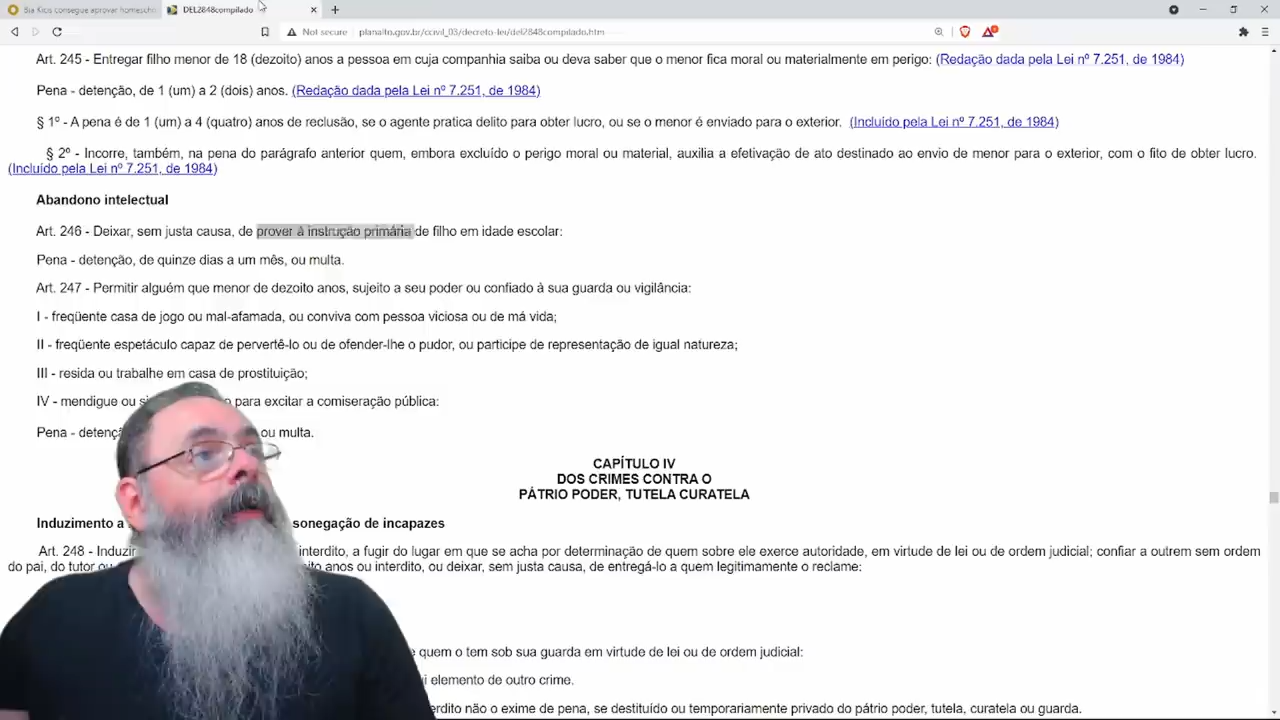 Bia Kicis consegue aprovar homescho
DEL2848compilado
Not secure
planalto.gov.br/ccivil_03/decreto-lei/del2848compilado.htm
Art. 245 - Entregar filho menor de 18 (dezoito) anos a pessoa em cuja companhia saiba ou deva saber que o menor fica moral ou materialmente em perigo: (Redação dada pela Lei nº 7.251, de 1984)
Pena - detenção, de 1 (um) a 2 (dois) anos. (Redação dada pela Lei nº 7.251, de 1984)
§ 1º - A pena é de 1 (um) a 4 (quatro) anos de reclusão, se o agente pratica delito para obter lucro, ou se o menor é enviado para o exterior. (Incluído pela Lei nº 7.251, de 1984)
§ 2º - Incorre, também, na pena do parágrafo anterior quem, embora excluído o perigo moral ou material, auxilia a efetivação de ato destinado ao envio de menor para o exterior, com o fito de obter lucro.
(Incluído pela Lei nº 7.251, de 1984)
Abandono intelectual
Art. 246 - Deixar, sem justa causa, de prover à instrução primária de filho em idade escolar:
Pena - detenção, de quinze dias a um mês, ou multa.
Art. 247 - Permitir alguém que menor de dezoito anos, sujeito a seu poder ou confiado à sua guarda ou vigilância:
I - freqüente casa de jogo ou mal-afamada, ou conviva com pessoa viciosa ou de má vida;
II - freqüente espetáculo capaz de pervertê-lo ou de ofender-lhe o pudor, ou participe de representação de igual natureza;
III - resida ou trabalhe em casa de prostituição;
IV - mendigue ou para excitar a comiseração pública:
Pena - ou multa.
CAPÍTULO IV
DOS CRIMES CONTRA O
PÁTRIO PODER, TUTELA CURATELA
Induzimento a sonegação de incapazes
Art. 248 - interdito, a fugir do lugar em que se acha por determinação de quem sobre ele exerce autoridade, em virtude de lei ou de ordem judicial; confiar a outrem sem ordem
do pai, do tutor anos ou interdito, ou deixar, sem justa causa, de entregá-lo a quem legitimamente o reclame:
quem o tem sob sua guarda em virtude de lei ou de ordem judicial:
elemento de outro crime.
não o exime de pena, se destituído ou temporariamente privado do pátrio poder, tutela, curatela ou guarda.